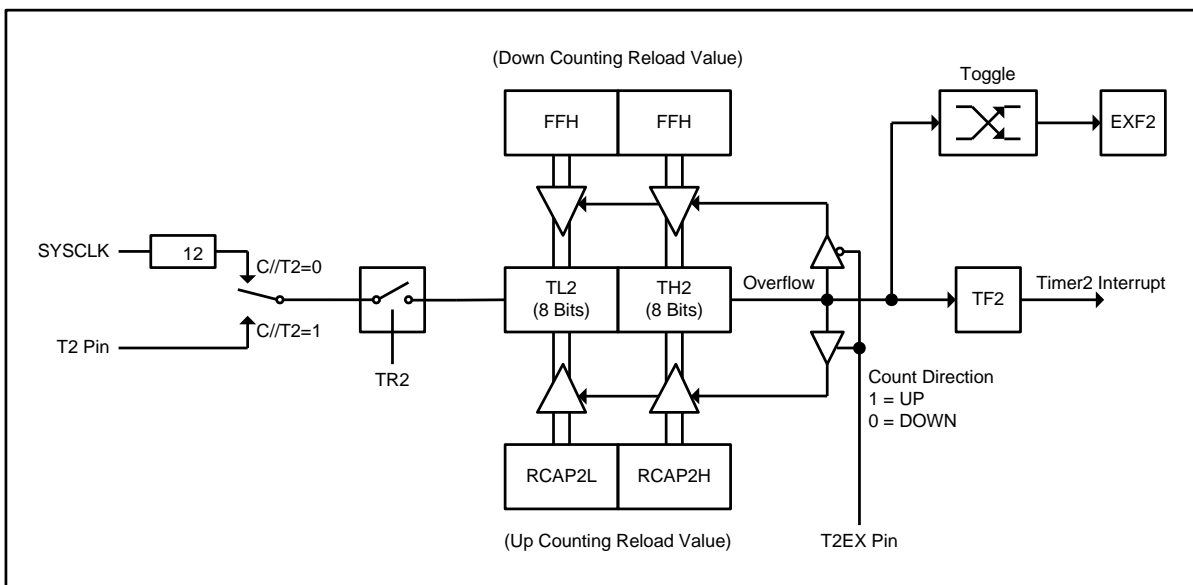 (Down Counting Reload Value)
Toggle
FFH
FFH
EXF2
SYSCLK
12
C//T2=0
TL2
(8 Bits)
TH2
(8 Bits)
Overflow
TF2
Timer2 Interrupt
C//T2=1
T2 Pin
TR2
Count Direction
1 = UP
0 = DOWN
RCAP2L
RCAP2H
(Up Counting Reload Value)
T2EX Pin